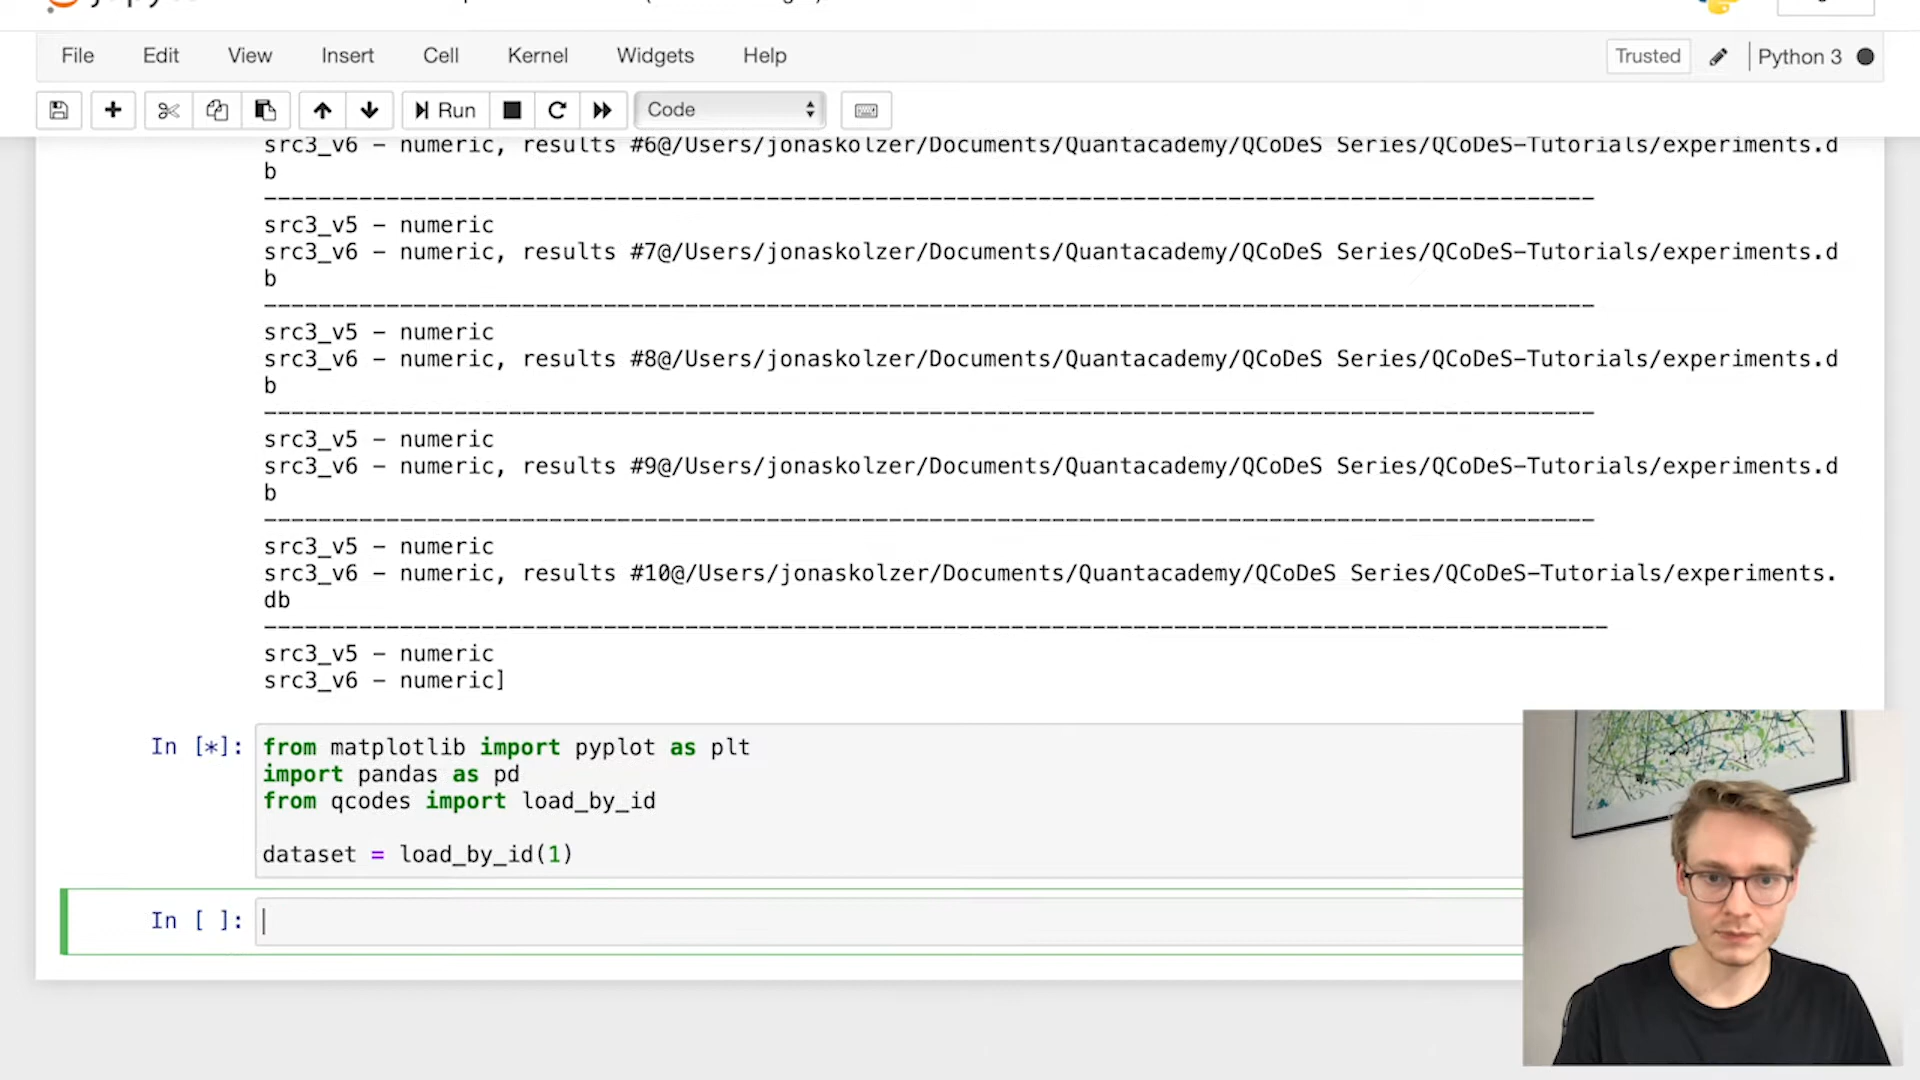 File Edit View Insert Cell Kernel Widgets Help Trusted Python 3
Run Code
src3_v6 - numeric, results #6@/Users/jonaskolzer/Documents/Quantacademy/QCoDeS Series/QCoDeS-Tutorials/experiments.d
b
--------------------------------------------------------------------------------------------------
src3_v5 - numeric
src3_v6 - numeric, results #7@/Users/jonaskolzer/Documents/Quantacademy/QCoDeS Series/QCoDeS-Tutorials/experiments.d
b
--------------------------------------------------------------------------------------------------
src3_v5 - numeric
src3_v6 - numeric, results #8@/Users/jonaskolzer/Documents/Quantacademy/QCoDeS Series/QCoDeS-Tutorials/experiments.d
b
--------------------------------------------------------------------------------------------------
src3_v5 - numeric
src3_v6 - numeric, results #9@/Users/jonaskolzer/Documents/Quantacademy/QCoDeS Series/QCoDeS-Tutorials/experiments.d
b
--------------------------------------------------------------------------------------------------
src3_v5 - numeric
src3_v6 - numeric, results #10@/Users/jonaskolzer/Documents/Quantacademy/QCoDeS Series/QCoDeS-Tutorials/experiments.
db
---------------------------------------------------------------------------------------------------
src3_v5 - numeric
src3_v6 - numeric]
In [*]: from matplotlib import pyplot as plt
import pandas as pd
from qcodes import load_by_id
dataset = load_by_id(1)
In [ ]: